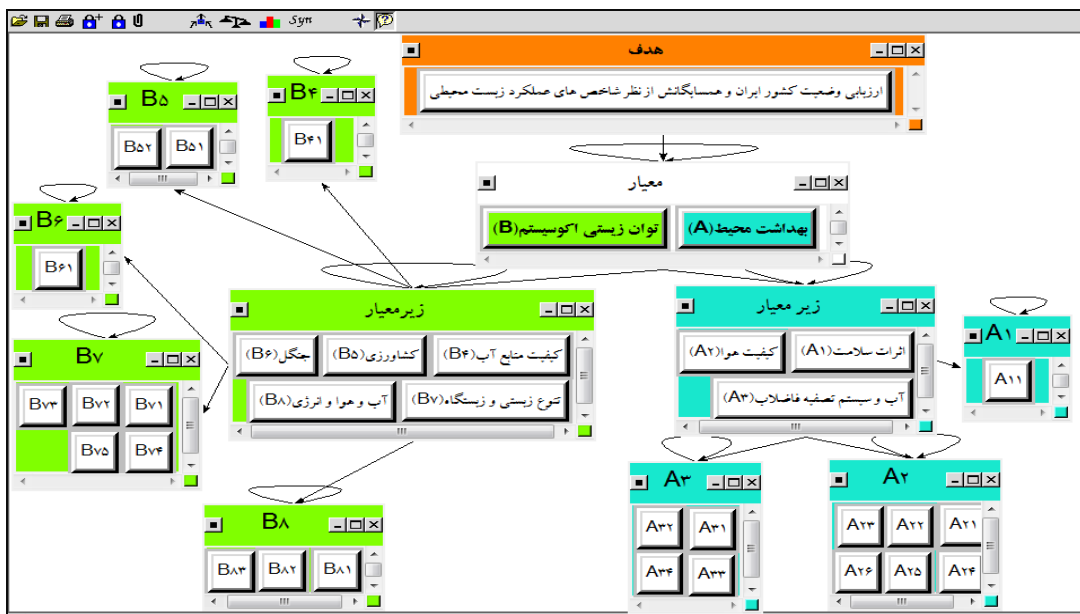 Syn
هدف
ارزیابی وضعیت کشور ایران و همسایگانش از نظر شاخص های عملکرد زیست محیطی
B۴
B۴۱
B۵
B۵۱ B۵۲
معیار
بهداشت محیط(A)
توان زیستی اکوسیستم(B)
B۶
B۶۱
زیر معیار
اثرات سلامت(A۱)
کیفیت هوا(A۲)
آب و سیستم تصفیه فاضلاب(A۳)
زیرمعیار
کیفیت منابع آب(B۴)
کشاورزی(B۵)
جنگل(B۶)
تنوع زیستی و زیستگاه(B۷)
آب و هوا و انرژی(B۸)
A۱
A۱۱
B۷
B۷۱ B۷۲ B۷۳
B۷۴ B۷۵
A۲
A۲۱ A۲۲ A۲۳
A۲۴ A۲۵ A۲۶
A۳
A۳۱ A۳۲
A۳۳ A۳۴
B۸
B۸۱ B۸۲ B۸۳